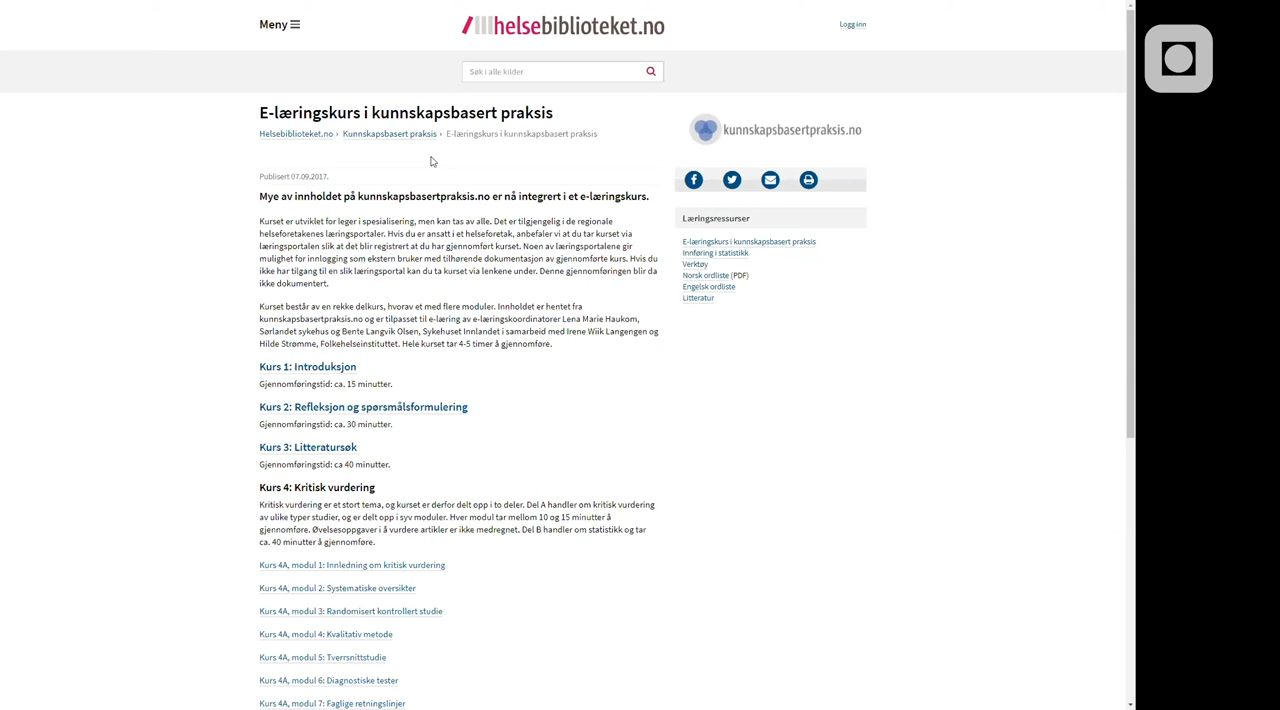 Meny
helsebiblioteket.no
Logg inn
Søk i alle kilder
E-læringskurs i kunnskapsbasert praksis
Helsebiblioteket.no › Kunnskapsbasert praksis › E-læringskurs i kunnskapsbasert praksis
kunnskapsbasertpraksis.no
Publisert 07.09.2017.
Mye av innholdet på kunnskapsbasertpraksis.no er nå integrert i et e-læringskurs.
Kurset er utviklet for leger i spesialisering, men kan tas av alle. Det er tilgjengelig i de regionale
helseforetakenes læringsportaler. Hvis du er ansatt i et helseforetak, anbefaler vi at du tar kurset via
læringsportalen slik at det blir registrert at du har gjennomført kurset. Noen av læringsportalene gir
mulighet for innlogging som ekstern bruker med tilhørende dokumentasjon av gjennomførte kurs. Hvis du
ikke har tilgang til en slik læringsportal kan du ta kurset via lenkene under. Denne gjennomføringen blir da
ikke dokumentert.
Kurset består av en rekke delkurs, hvorav et med flere moduler. Innholdet er hentet fra
kunnskapsbasertpraksis.no og er tilpasset til e-læring av e-læringskoordinatorer Lena Marie Haukom,
Sørlandet sykehus og Bente Langvik Olsen, Sykehuset Innlandet i samarbeid med Irene Wiik Langengen og
Hilde Strømme, Folkehelseinstituttet. Hele kurset tar 4-5 timer å gjennomføre.
Kurs 1: Introduksjon
Gjennomføringstid: ca. 15 minutter.
Kurs 2: Refleksjon og spørsmålsformulering
Gjennomføringstid: ca. 30 minutter.
Kurs 3: Litteratursøk
Gjennomføringstid: ca 40 minutter.
Kurs 4: Kritisk vurdering
Kritisk vurdering er et stort tema, og kurset er derfor delt opp i to deler. Del A handler om kritisk vurdering
av ulike typer studier, og er delt opp i syv moduler. Hver modul tar mellom 10 og 15 minutter å
gjennomføre. Øvelsesoppgaver i å vurdere artikler er ikke medregnet. Del B handler om statistikk og tar
ca. 40 minutter å gjennomføre.
Kurs 4A, modul 1: Innledning om kritisk vurdering
Kurs 4A, modul 2: Systematiske oversikter
Kurs 4A, modul 3: Randomisert kontrollert studie
Kurs 4A, modul 4: Kvalitativ metode
Kurs 4A, modul 5: Tverrsnittstudie
Kurs 4A, modul 6: Diagnostiske tester
Kurs 4A, modul 7: Faglige retningslinjer
Læringsressurser
E-læringskurs i kunnskapsbasert praksis
Innføring i statistikk
Verktøy
Norsk ordliste (PDF)
Engelsk ordliste
Litteratur